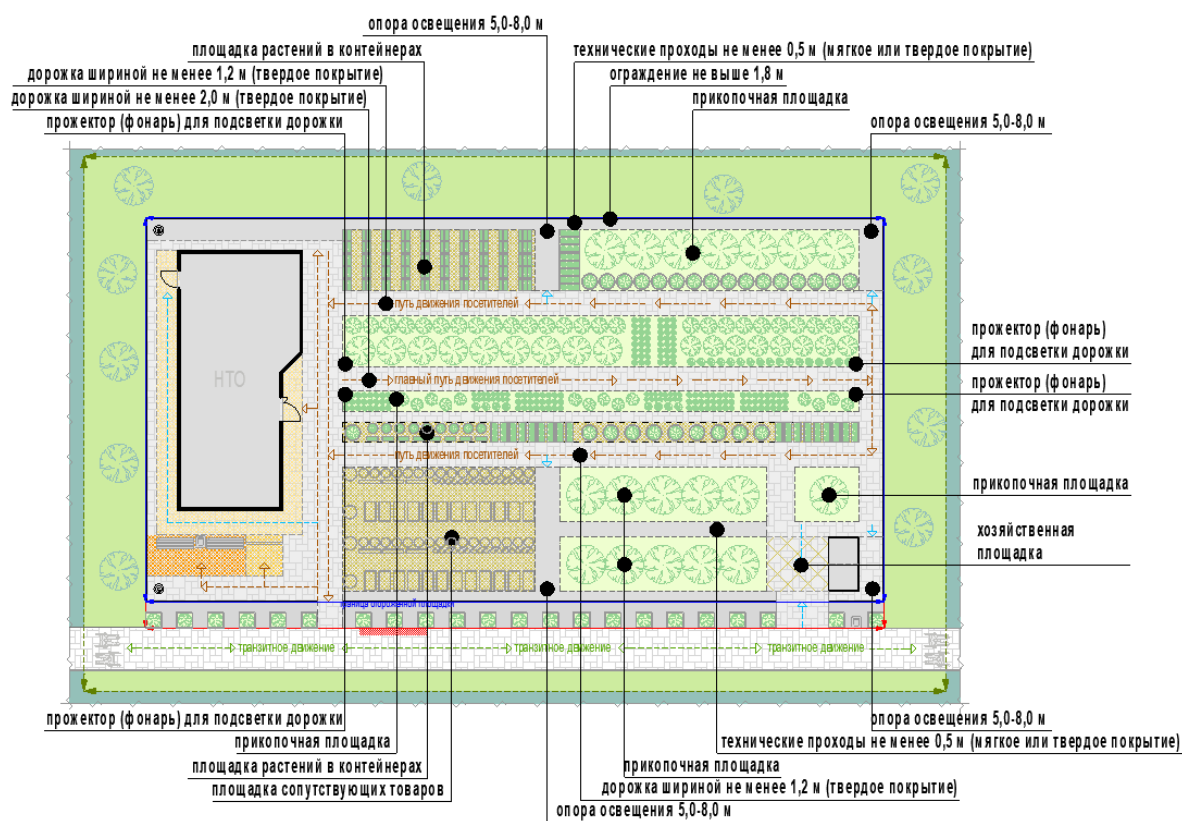 опора освещения 5,0-8,0 м
площадка растений в контейнерах
технические проходы не менее 0,5 м (мягкое или твердое покрытие)
дорожка шириной не менее 1,2 м (твердое покрытие)
ограждение не выше 1,8 м
дорожка шириной не менее 2,0 м (твердое покрытие)
прикопочная площадка
прожектор (фонарь) для подсветки дорожки
опора освещения 5,0-8,0 м
путь движения посетителей
прожектор (фонарь)
для подсветки дорожки
НТО
главный путь движения посетителей
прожектор (фонарь)
для подсветки дорожки
путь движения посетителей
прикопочная площадка
хозяйственная
площадка
граница огороженной площадки
транзитное движение
транзитное движение
транзитное движение
прожектор (фонарь) для подсветки дорожки
опора освещения 5,0-8,0 м
прикопочная площадка
технические проходы не менее 0,5 м (мягкое или твердое покрытие)
площадка растений в контейнерах
прикопочная площадка
площадка сопутствующих товаров
дорожка шириной не менее 1,2 м (твердое покрытие)
опора освещения 5,0-8,0 м